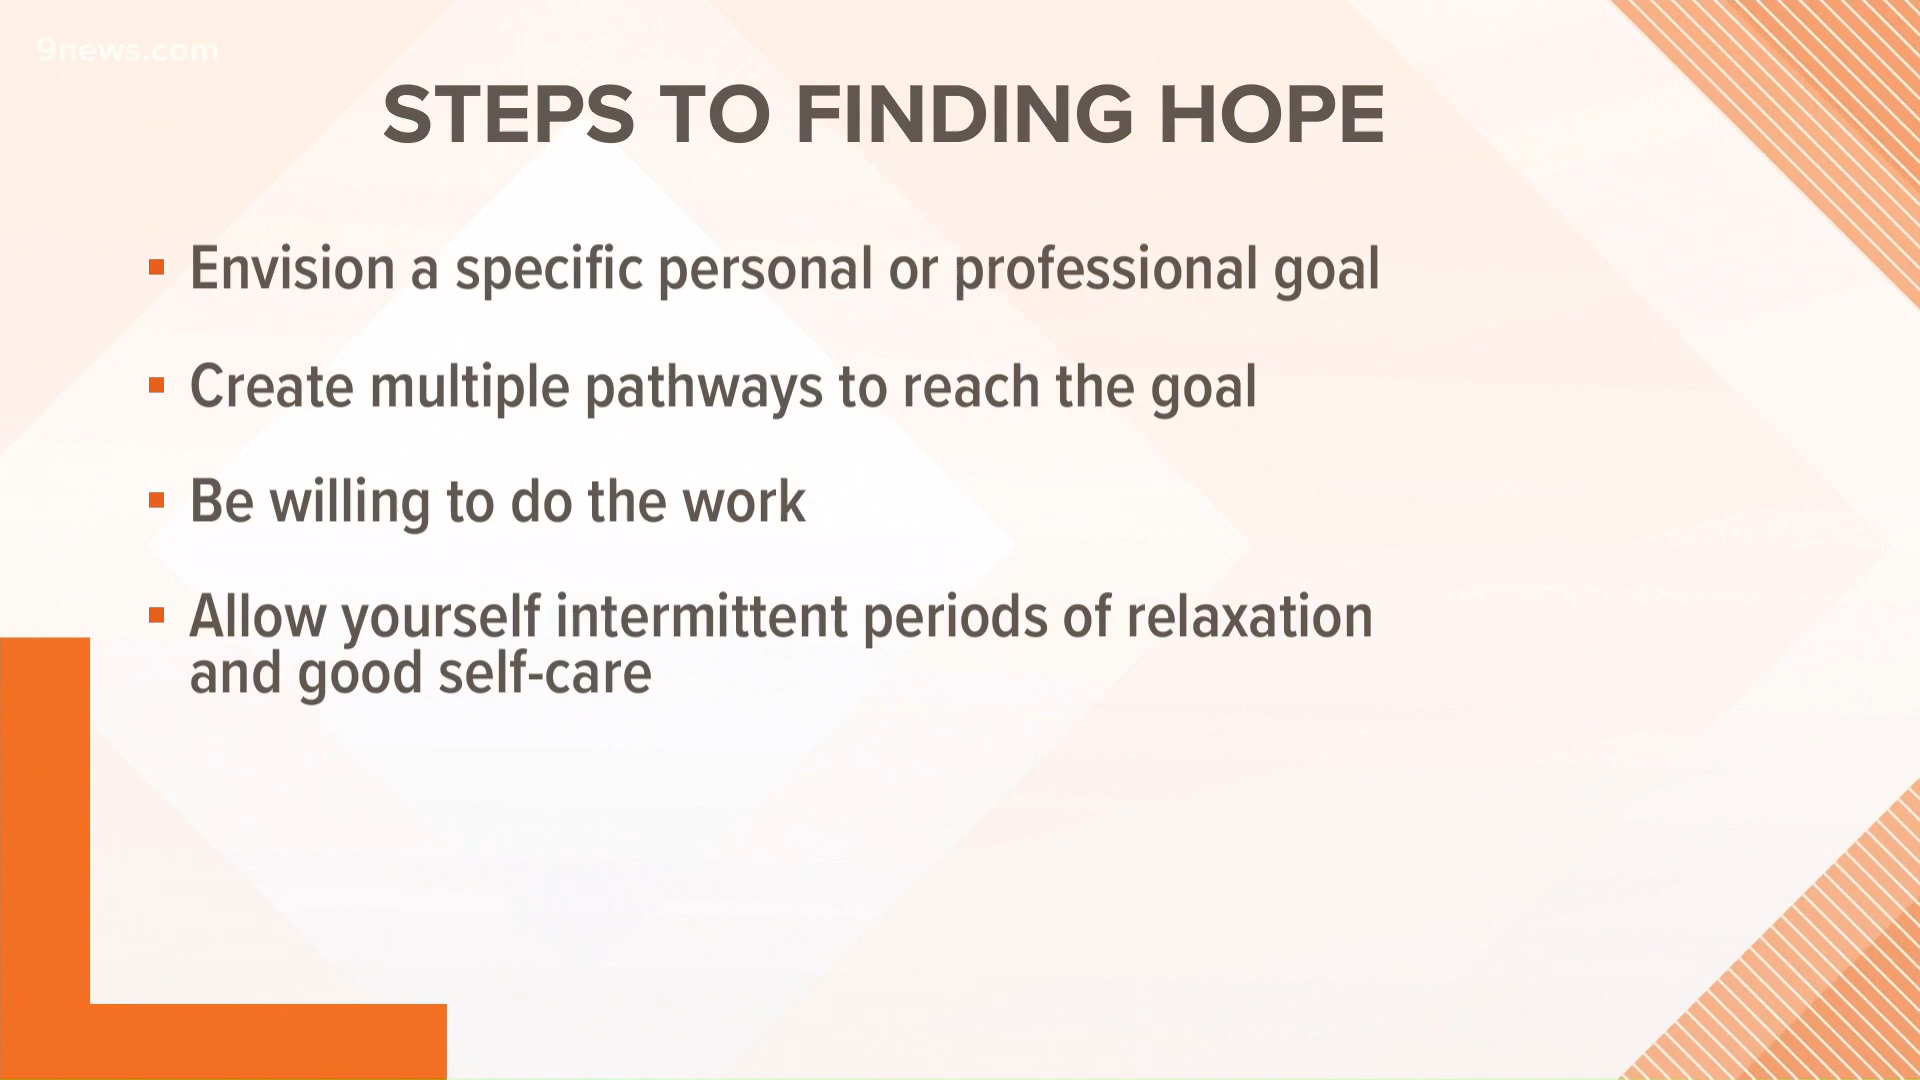 9news.com
STEPS TO FINDING HOPE
Envision a specific personal or professional goal
Create multiple pathways to reach the goal
Be willing to do the work
Allow yourself intermittent periods of relaxation
and good self-care